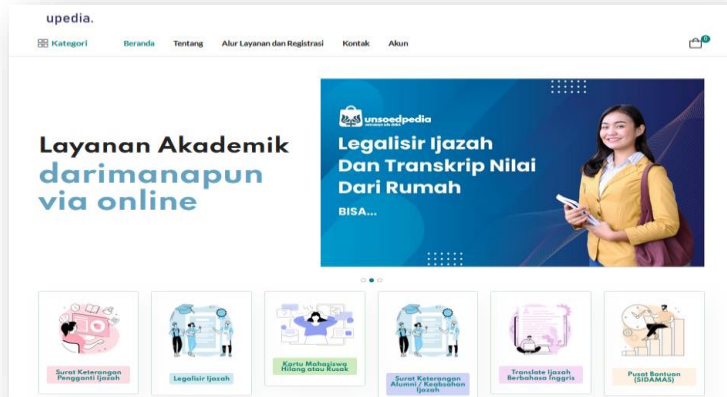 upedia.
Kategori
Beranda
Tentang
Alur Layanan dan Registrasi
Kontak
Akun
0
Layanan Akademik
darimanapun
via online
unsoedpedia
Legalisir Ijazah
Dan Transkrip Nilai
Dari Rumah
BISA...
Surat Keterangan
Pengganti Ijazah
Legalisir Ijazah
Kartu Mahasiswa
Hilang atau Rusak
Surat Keterangan
Alumni / Keabsahan
Ijazah
Translate Ijazah
Berbahasa Inggris
Pusat Bantuan
(SIDAMAS)